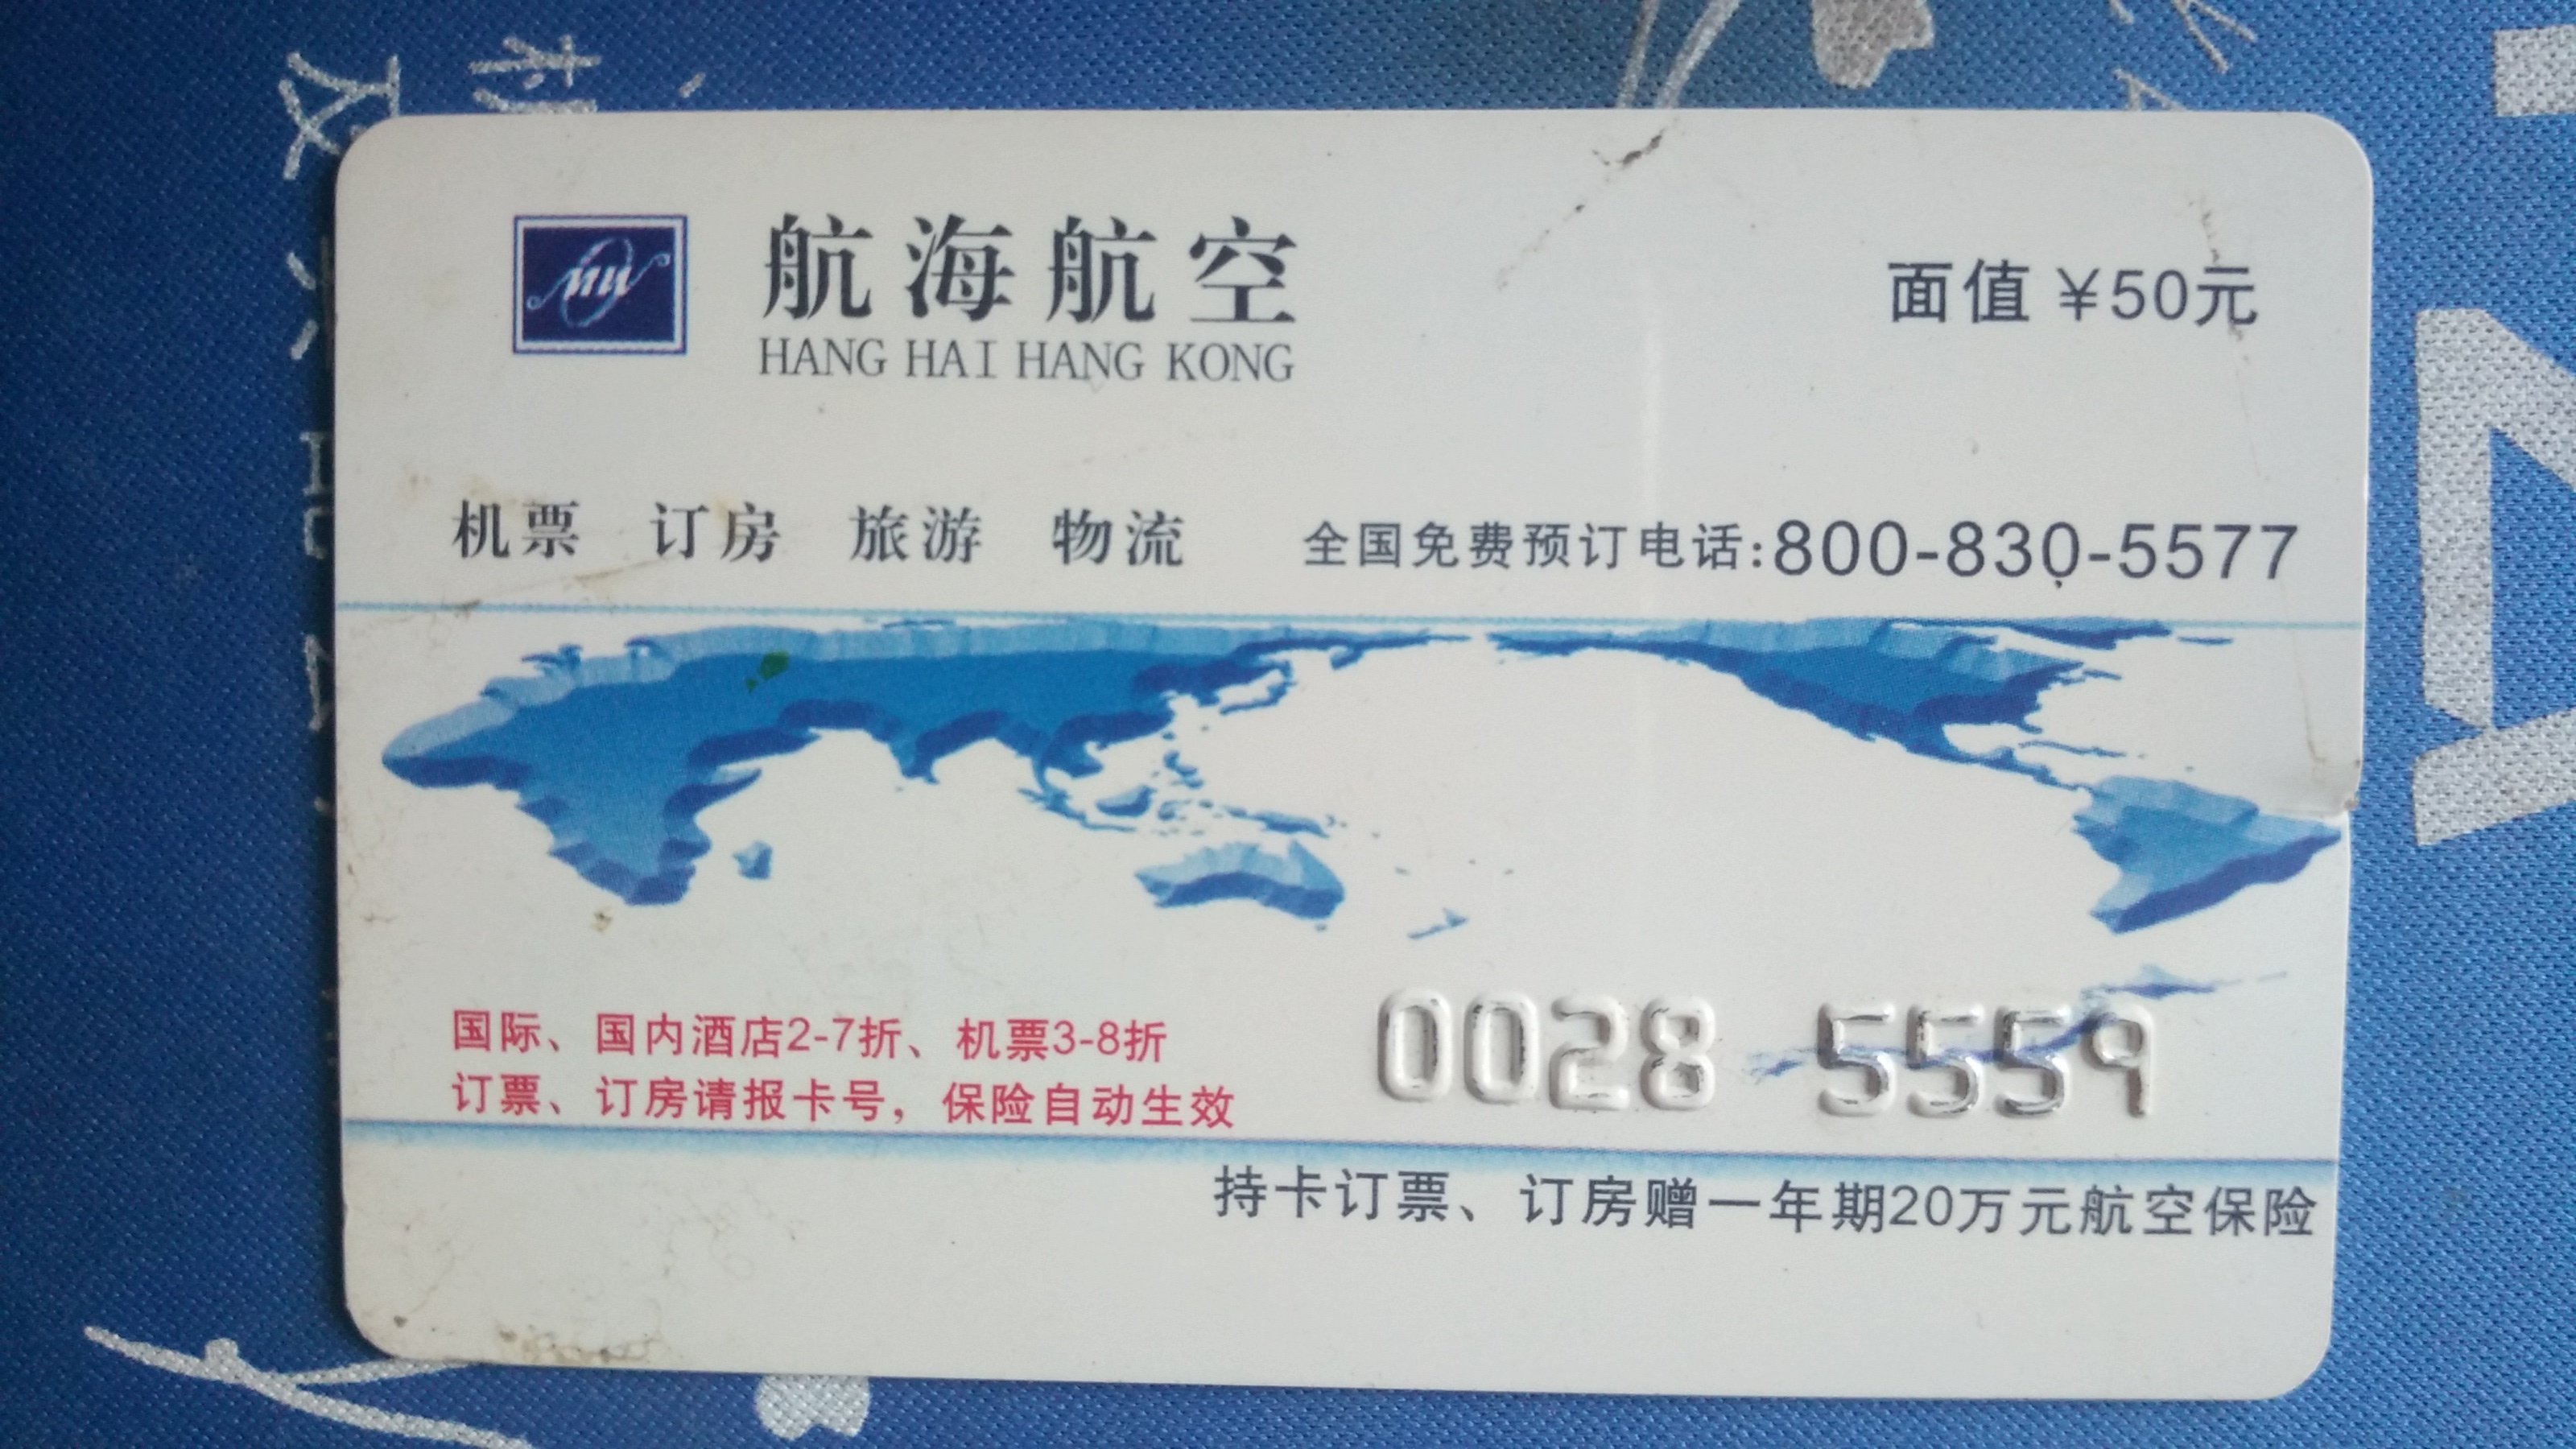 航海航空
HANG HAI HANG KONG
面值 ￥50元
机票 订房 旅游 物流
全国免费预订电话:800-830-5577
国际、国内酒店2-7折、机票3-8折
订票、订房请报卡号，保险自动生效
0028 5559
持卡订票、订房赠一年期20万元航空保险